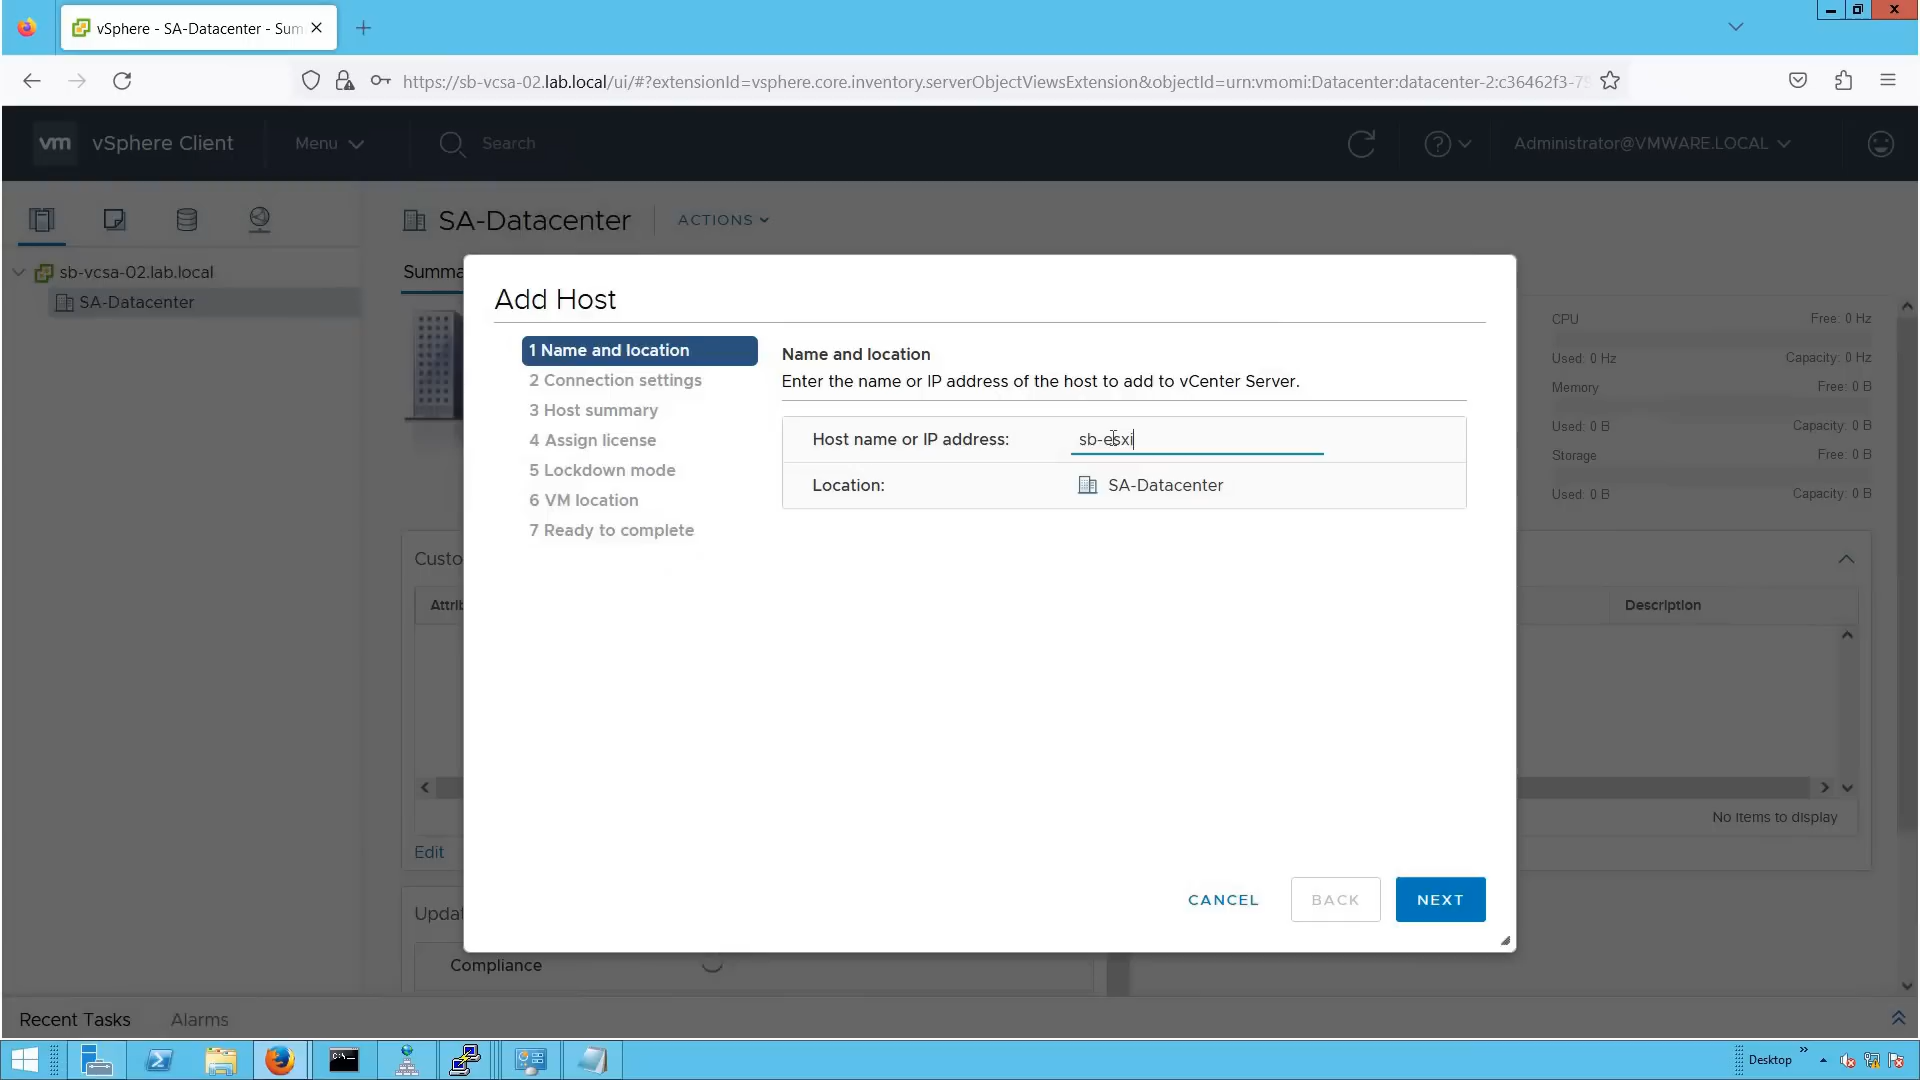 vSphere - SA-Datacenter - Sum
https://sb-vcsa-02.lab.local/ui/#?extensionId=vsphere.core.inventory.serverObjectViewsExtension&objectId=urn:vmomi:Datacenter:datacenter-2:c36462f3-79
vm vSphere Client Menu Search Administrator@VMWARE.LOCAL
SA-Datacenter ACTIONS
sb-vcsa-02.lab.local
SA-Datacenter
Summa
Add Host
1 Name and location
2 Connection settings
3 Host summary
4 Assign license
5 Lockdown mode
6 VM location
7 Ready to complete
Name and location
Enter the name or IP address of the host to add to vCenter Server.
Host name or IP address: sb-esxi
Location: SA-Datacenter
CANCEL BACK NEXT
CPU Free: 0 Hz
Used: 0 Hz Capacity: 0 Hz
Memory Free: 0 B
Used: 0 B Capacity: 0 B
Storage Free: 0 B
Used: 0 B Capacity: 0 B
Custo
Attrib
Description
No items to display
Edit
Updat
Compliance
Recent Tasks Alarms
Desktop